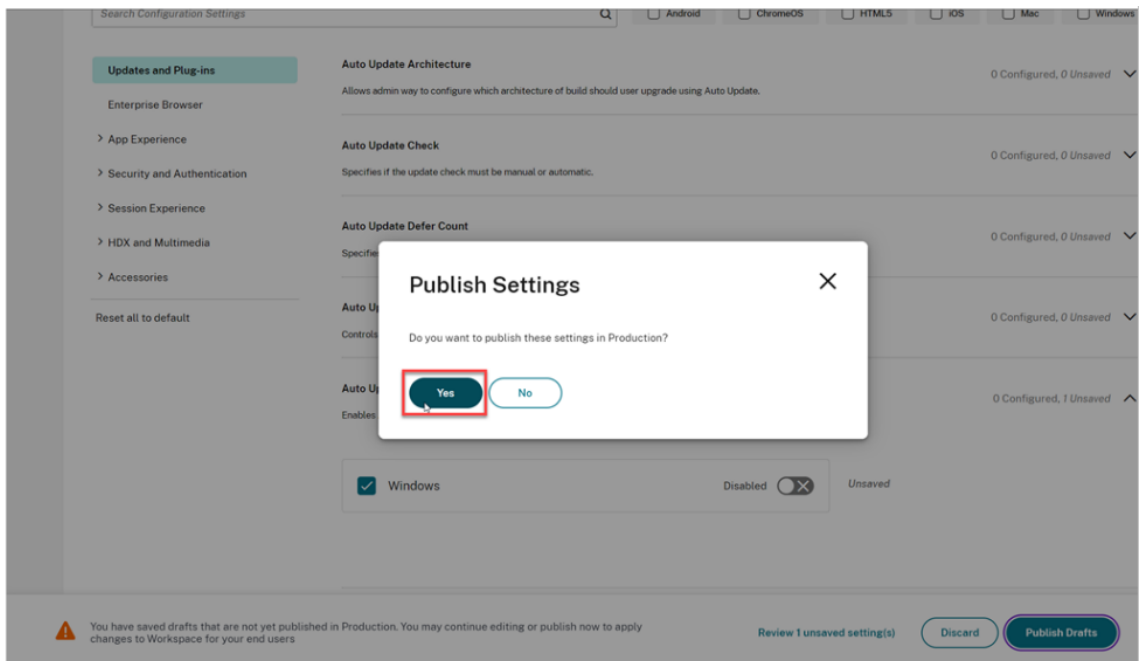 Search Configuration Settings
Android
ChromeOS
HTML5
iOS
Mac
Windows
Updates and Plug-ins
Enterprise Browser
App Experience
Security and Authentication
Session Experience
HDX and Multimedia
Accessories
Reset all to default
Auto Update Architecture
0 Configured, 0 Unsaved
Allows admin way to configure which architecture of build should user upgrade using Auto Update.
Auto Update Check
0 Configured, 0 Unsaved
Specifies if the update check must be manual or automatic.
Auto Update Defer Count
0 Configured, 0 Unsaved
Auto
0 Configured, 0 Unsaved
Controls
Auto
0 Configured, 1 Unsaved
Enables
Publish Settings
Do you want to publish these settings in Production?
Yes
No
Windows
Disabled
Unsaved
You have saved drafts that are not yet published in Production. You may continue editing or publish now to apply
changes to Workspace for your end users
Review 1 unsaved setting(s)
Discard
Publish Drafts